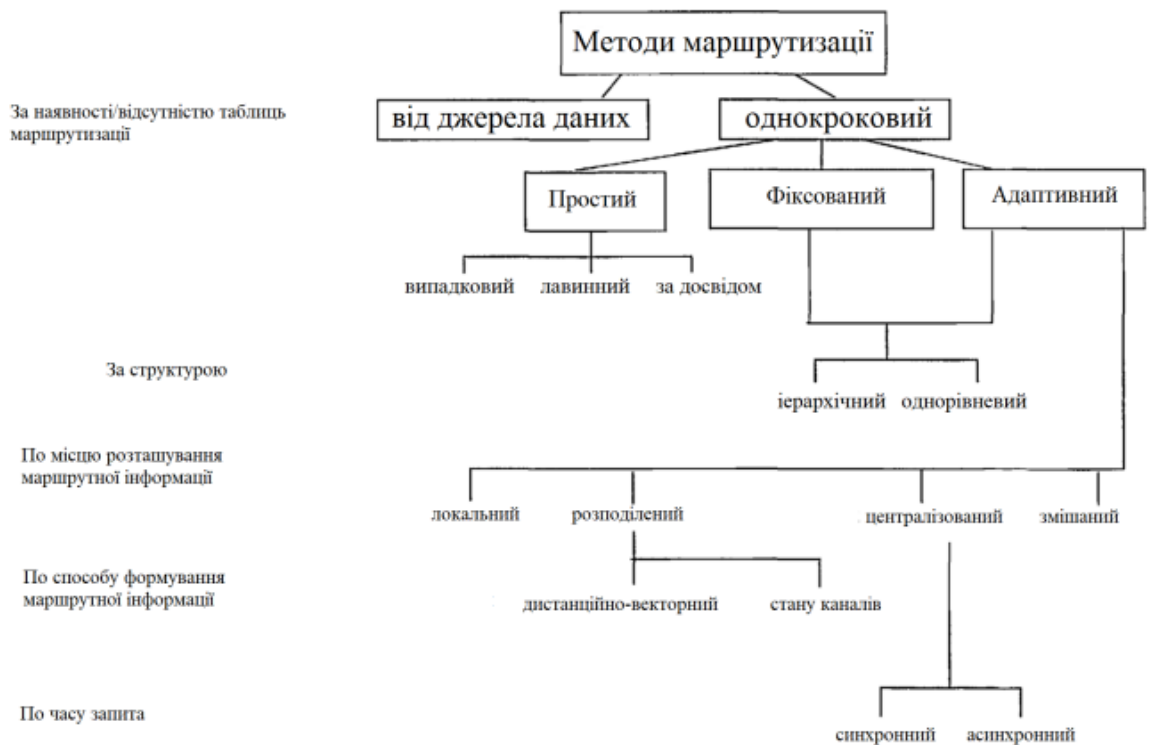 Методи маршрутизації
За наявності/відсутністю таблиць
маршрутизації
від джерела даних
однокроковий
Простий
Фіксований
Адаптивний
випадковий
лавинний
за досвідом
За структурою
ієрархічний
однорівневий
По місцю розташування
маршрутної інформації
локальний
розподілений
централізований
змішаний
По способу формування
маршрутної інформації
дистанційно-векторний
стану каналів
По часу запита
синхронний
асинхронний